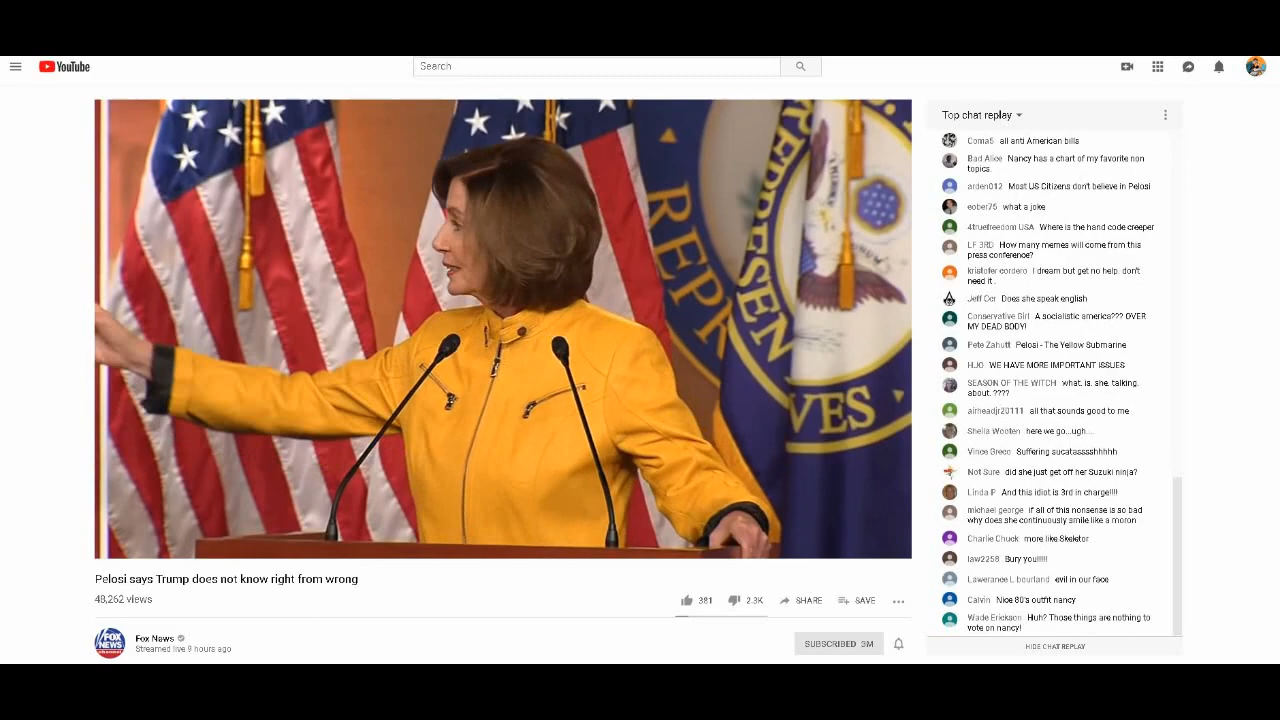 YouTube
Search
REPR
REPRESEN
VES
Top chat replay
Coma5 all anti American bills
Bad Alice Nancy has a chart of my favorite non
topics.
arden012 Most US Citizens don't believe in Pelosi
eober75 what a joke
4truefreedom USA Where is the hand code creeper
LF 3RD How many memes will come from this
press conference?
kristofer cordero I dream but get no help. don't
need it .
Jeff Cer Does she speak english
Conservative Girl A socialistic america??? OVER
MY DEAD BODY!
Pete Zahutt Pelosi - The Yellow Submarine
HJG WE HAVE MORE IMPORTANT ISSUES
SEASON OF THE WITCH what. is. she. talking.
about. ????
airheadjr20111 all that sounds good to me
Sheila Wooten here we go...ugh....
Vince Greco Suffering sucatasssshhhhh
Not Sure did she just get off her Suzuki ninja?
Linda P And this idiot is 3rd in charge!!!!
michael george if all of this nonsense is so bad
why does she continuously smile like a moron
Charlie Chuck more like Skeletor
law2258 Bury you!!!!!
Lawerance L bourland evil in our face
Calvin Nice 80's outfit nancy
Wade Erickson Huh? Those things are nothing to
vote on nancy!
HIDE CHAT REPLAY
Pelosi says Trump does not know right from wrong
48,262 views
381 2.3K SHARE SAVE
FOX
NEWS
channel
Fox News
Streamed live 9 hours ago
SUBSCRIBED 3M